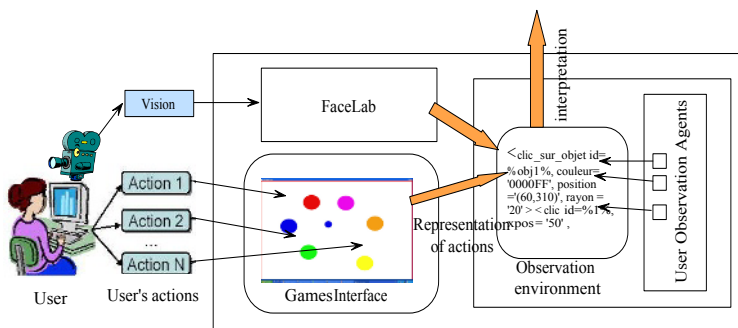 Vision
FaceLab
interpretation
Action 1
Action 2
...
Action N
User
User's actions
GamesInterface
Representation
of actions
<clic_sur_objet id=
%obj1%, couleur=
'0000FF', position
='(60,310)', rayon =
'20' > <clic id=%1%,
xpos = '50' ,
Observation
environment
User Observation Agents